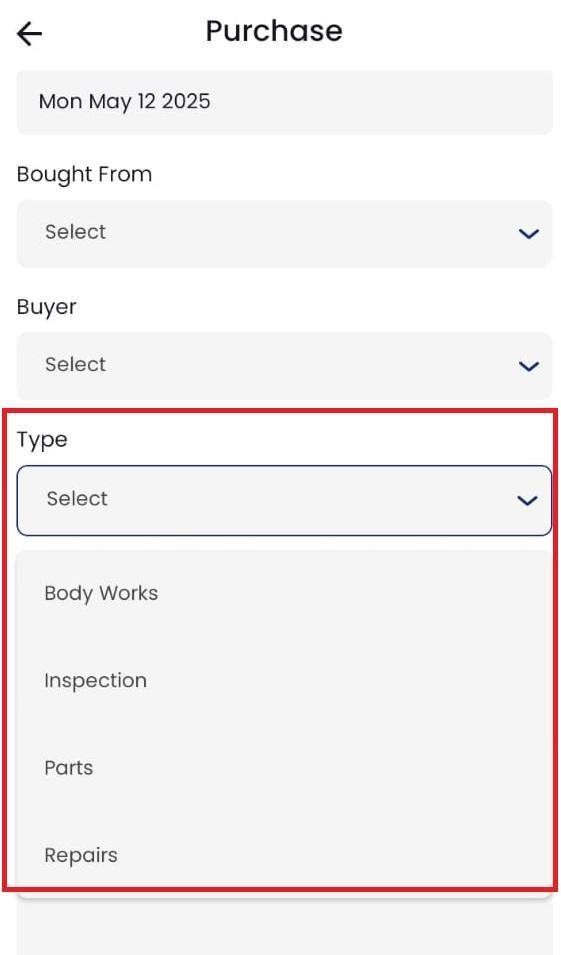 Purchase
Mon May 12 2025
Bought From
Select
Buyer
Select
Type
Select
Body Works
Inspection
Parts
Repairs